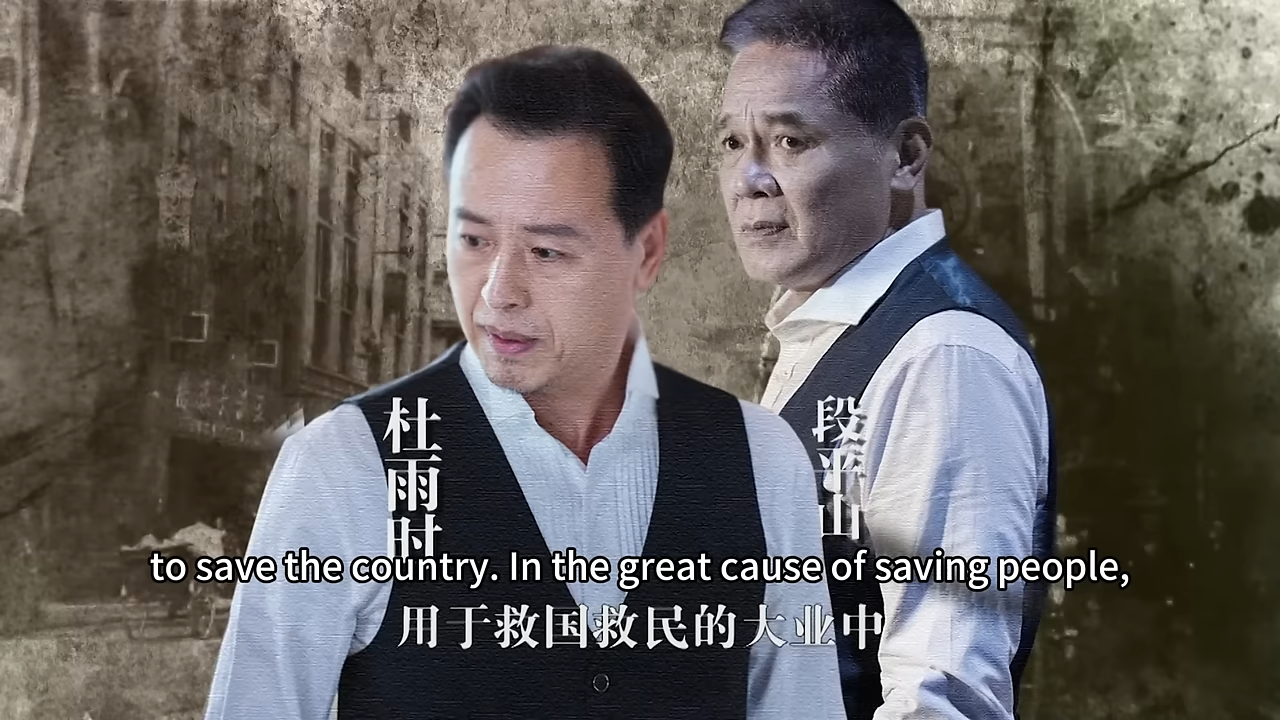 杜雨时
段平山
to save the country. In the great cause of saving people,
用于救国救民的大业中